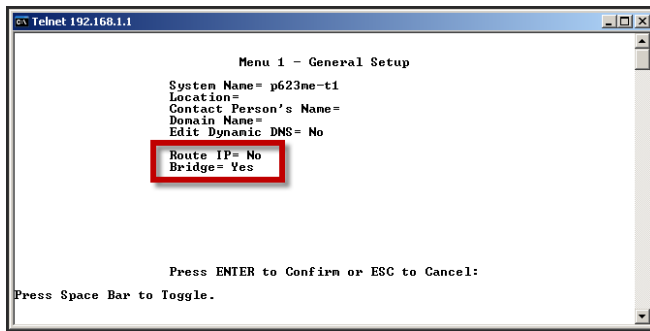 Telnet 192.168.1.1
Menu 1 - General Setup
System Name= p623me-t1
Location=
Contact Person's Name=
Domain Name=
Edit Dynamic DNS= No
Route IP= No
Bridge= Yes
Press ENTER to Confirm or ESC to Cancel:
Press Space Bar to Toggle.